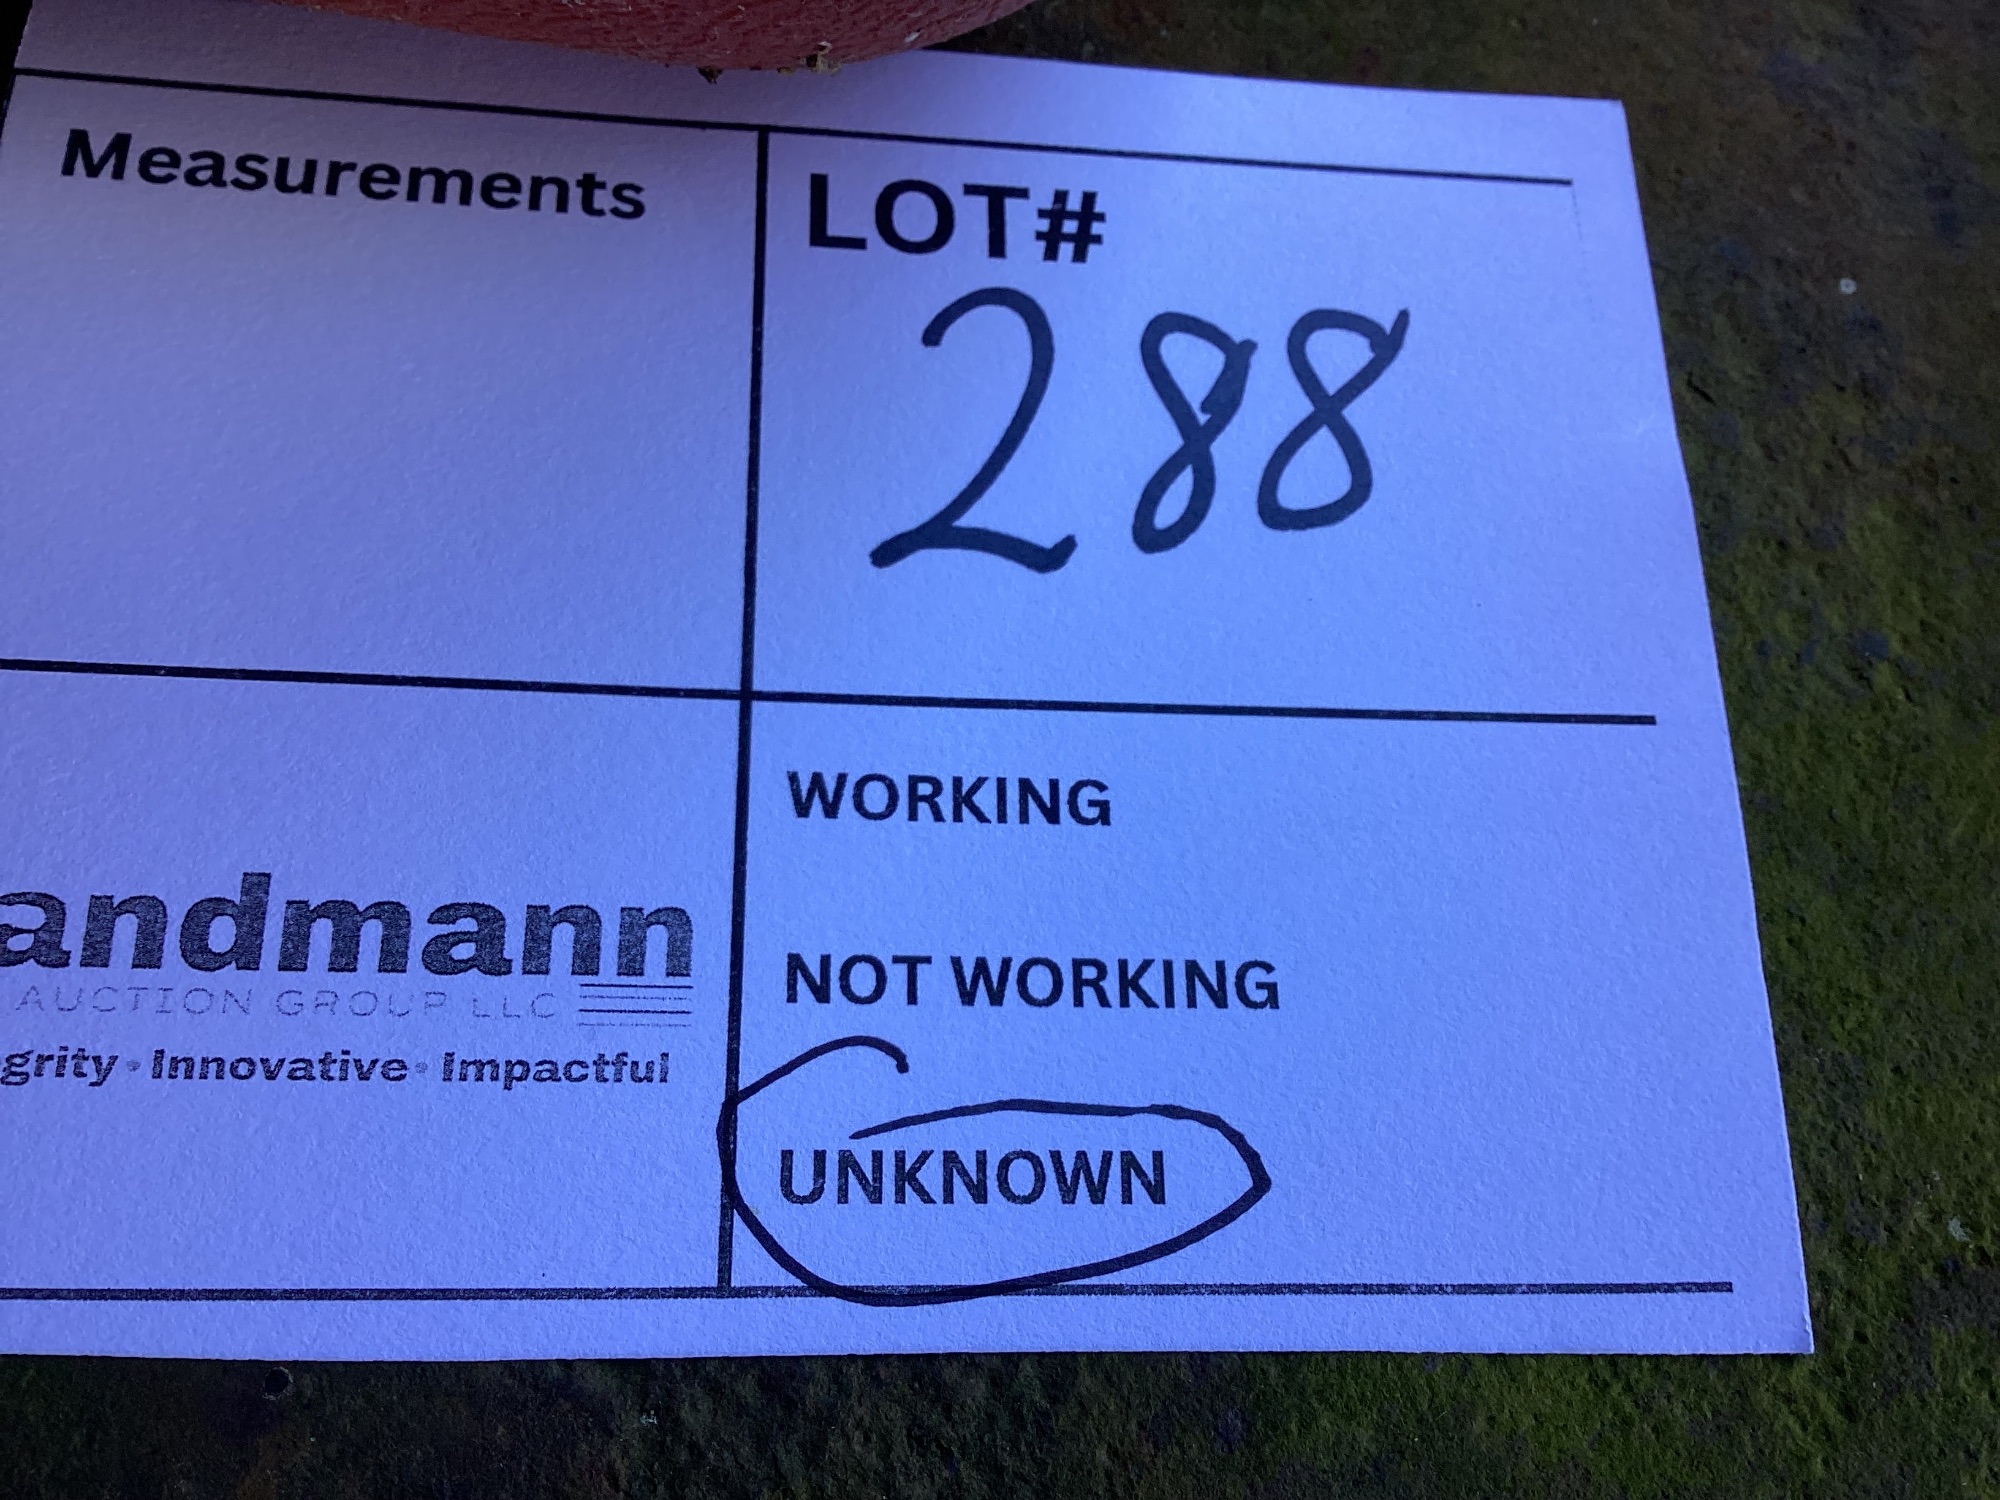 Measurements
LOT#
288
WORKING
NOT WORKING
UNKNOWN
andmann
AUCTION GROUP LLC
grity • Innovative • Impactful